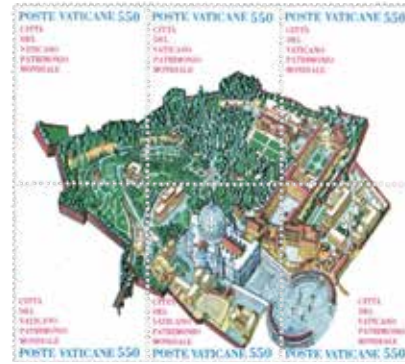 POSTE VATICANE 550
CITTÀ
DEL
VATICANO
PATRIMONIO
MONDIALE
POSTE VATICANE 550
CITTÀ
DEL
VATICANO
PATRIMONIO
MONDIALE
POSTE VATICANE 550
CITTÀ
DEL
VATICANO
PATRIMONIO
MONDIALE
CITTÀ
DEL
VATICANO
PATRIMONIO
MONDIALE
POSTE VATICANE 550
CITTÀ
DEL
VATICANO
PATRIMONIO
MONDIALE
POSTE VATICANE 550
CITTÀ
DEL
VATICANO
PATRIMONIO
MONDIALE
POSTE VATICANE 550